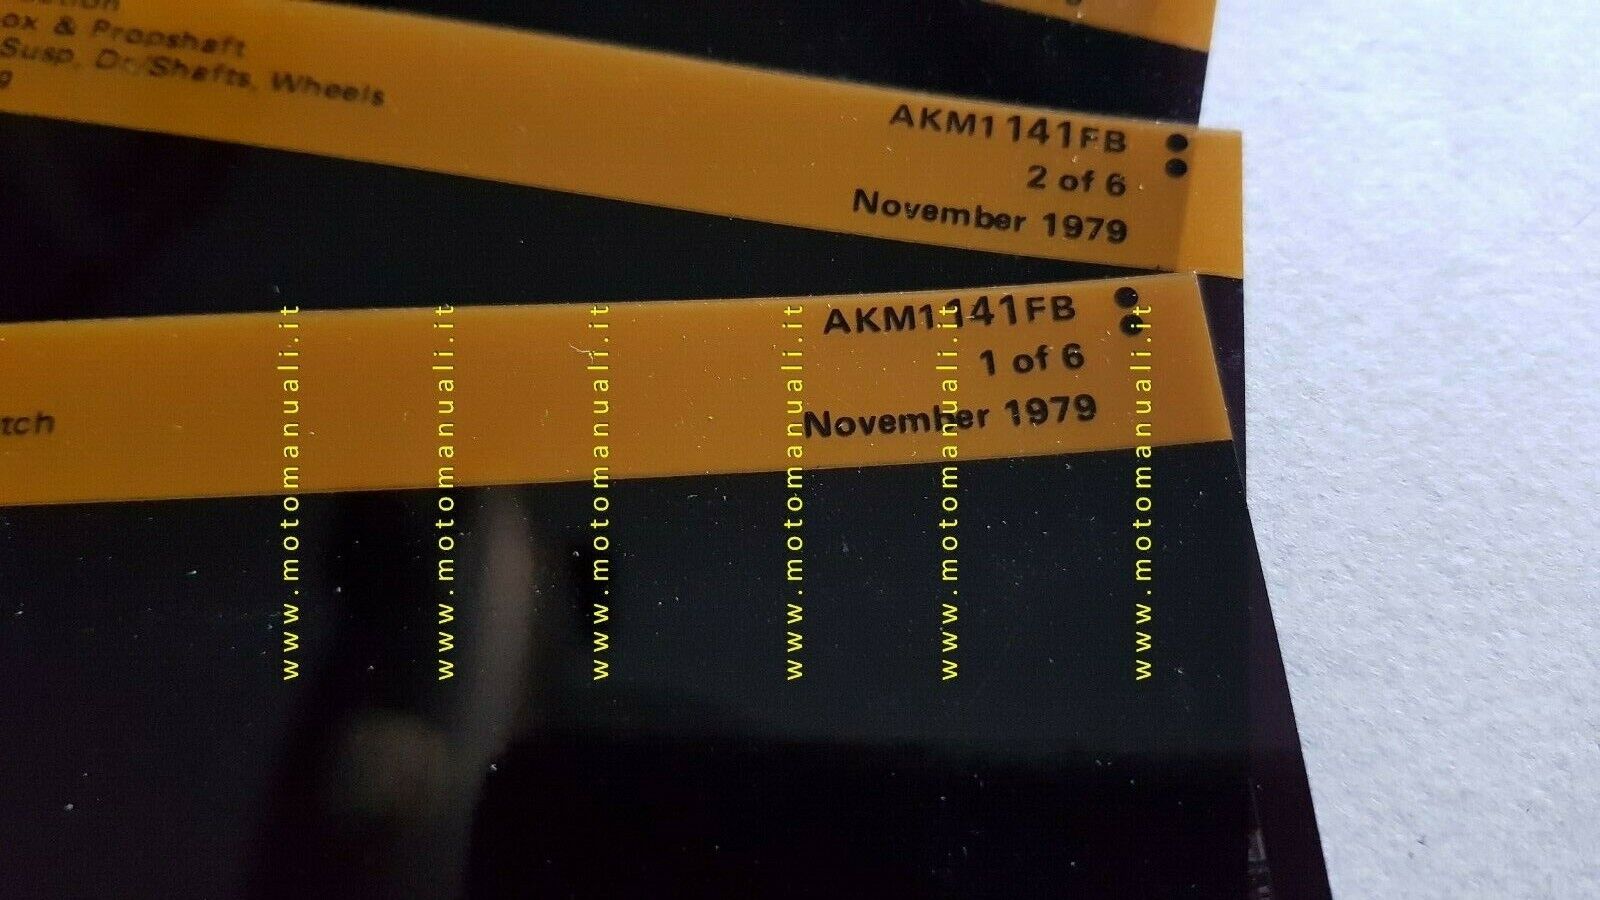 ox & Propshaft
Susp, Dr/Shafts, Wheels
AKM1141FB
2 of 6
November 1979
AKM1141FB
1 of 6
November 1979
tch
www.motomanuali.it
www.motomanuali.it
www.motomanuali.it
www.motomanuali.it
www.motomanuali.it
www.motomanuali.it